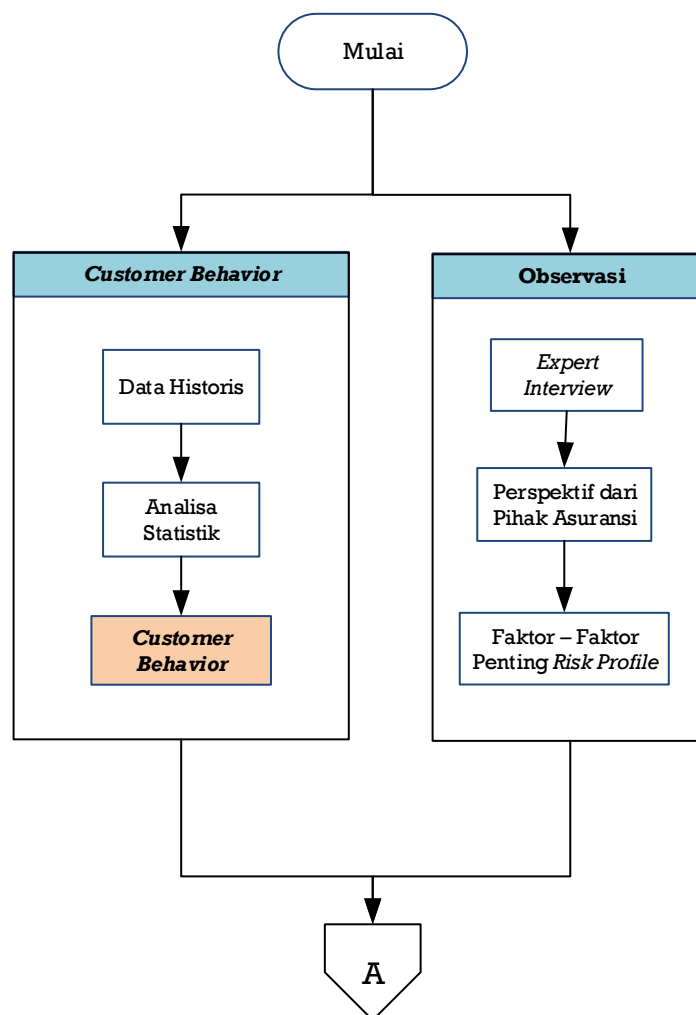 Mulai
Customer Behavior
Data Historis
Analisa
Statistik
Customer
Behavior
Observasi
Expert
Interview
Perspektif dari
Pihak Asuransi
Faktor – Faktor
Penting Risk Profile
A